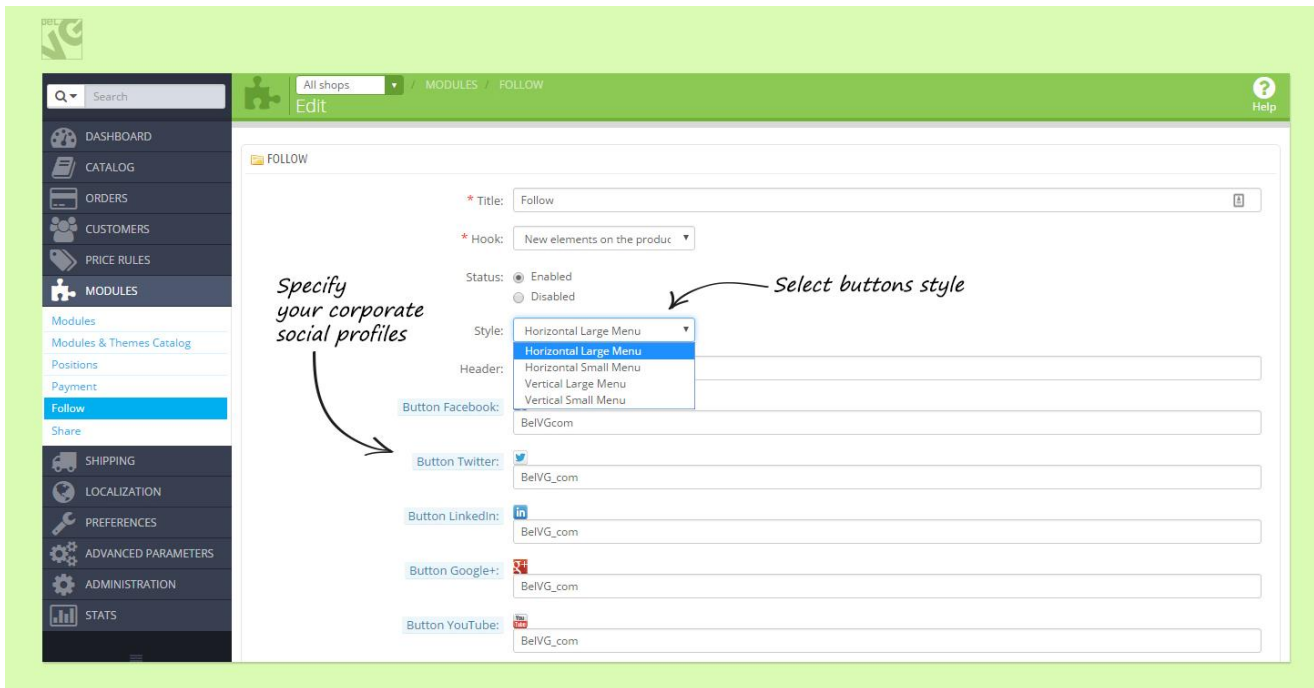 BelVG
Search
All shops / MODULES / FOLLOW
Edit
Help
DASHBOARD
CATALOG
ORDERS
CUSTOMERS
PRICE RULES
MODULES
Modules
Modules & Themes Catalog
Positions
Payment
Follow
Share
SHIPPING
LOCALIZATION
PREFERENCES
ADVANCED PARAMETERS
ADMINISTRATION
STATS
FOLLOW
* Title: Follow
* Hook: New elements on the produc
Status: Enabled
Disabled
Specify
your corporate
social profiles
Select buttons style
Style: Horizontal Large Menu
Horizontal Large Menu
Horizontal Small Menu
Vertical Large Menu
Vertical Small Menu
Header:
Button Facebook:
BelVGcom
Button Twitter:
BelVG_com
Button LinkedIn: in
BelVG_com
Button Google+: g+
BelVG_com
Button YouTube: You Tube
BelVG_com